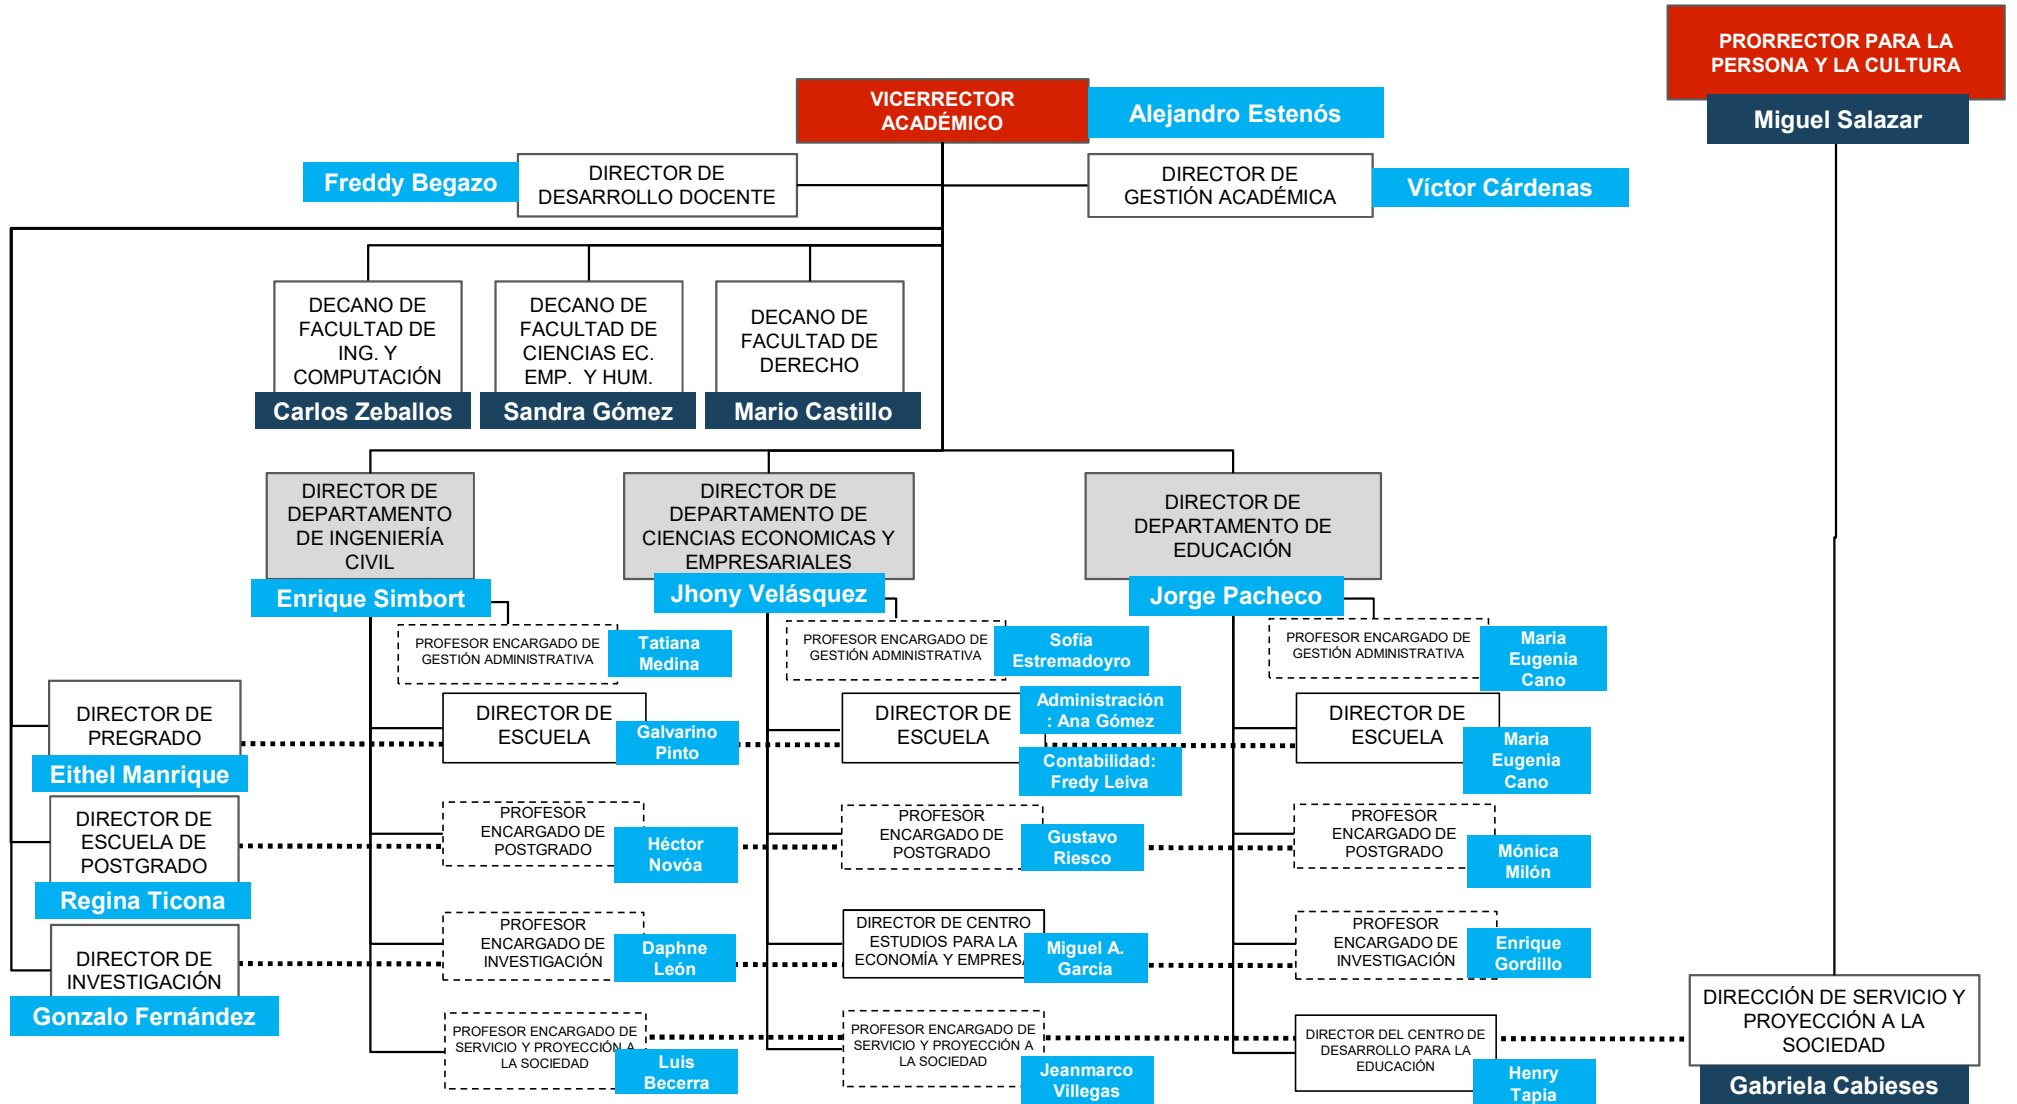 PRORRECTOR PARA LA
PERSONA Y LA CULTURA
Miguel Salazar
VICERRECTOR
ACADÉMICO
Alejandro Estenós
Freddy Begazo
DIRECTOR DE
DESARROLLO DOCENTE
DIRECTOR DE
GESTIÓN ACADÉMICA
Víctor Cárdenas
DECANO DE
FACULTAD DE
ING. Y
COMPUTACIÓN
Carlos Zeballos
DECANO DE
FACULTAD DE
CIENCIAS EC.
EMP. Y HUM.
Sandra Gómez
DECANO DE
FACULTAD DE
DERECHO
Mario Castillo
DIRECTOR DE
DEPARTAMENTO
DE INGENIERÍA
CIVIL
Enrique Simbort
DIRECTOR DE
DEPARTAMENTO DE
CIENCIAS ECONOMICAS Y
EMPRESARIALES
Jhony Velásquez
DIRECTOR DE
DEPARTAMENTO DE
EDUCACIÓN
Jorge Pacheco
PROFESOR ENCARGADO DE
GESTIÓN ADMINISTRATIVA
Tatiana
Medina
PROFESOR ENCARGADO DE
GESTIÓN ADMINISTRATIVA
Sofía
Estremadoyro
PROFESOR ENCARGADO DE
GESTIÓN ADMINISTRATIVA
Maria
Eugenia
Cano
DIRECTOR DE
PREGRADO
Eithel Manrique
DIRECTOR DE
ESCUELA
Galvarino
Pinto
DIRECTOR DE
ESCUELA
Administración
: Ana Gómez
Contabilidad:
Fredy Leiva
DIRECTOR DE
ESCUELA
Maria
Eugenia
Cano
DIRECTOR DE
ESCUELA DE
POSTGRADO
Regina Ticona
PROFESOR
ENCARGADO DE
POSTGRADO
Héctor
Novóa
PROFESOR
ENCARGADO DE
POSTGRADO
Gustavo
Riesco
PROFESOR
ENCARGADO DE
POSTGRADO
Mónica
Milón
DIRECTOR DE
INVESTIGACIÓN
Gonzalo Fernández
PROFESOR
ENCARGADO DE
INVESTIGACIÓN
Daphne
León
DIRECTOR DE CENTRO
ESTUDIOS PARA LA
ECONOMÍA Y EMPRESA
Miguel A.
Garcia
PROFESOR
ENCARGADO DE
INVESTIGACIÓN
Enrique
Gordillo
PROFESOR ENCARGADO DE
SERVICIO Y PROYECCIÓN A
LA SOCIEDAD
Luis
Becerra
PROFESOR ENCARGADO DE
SERVICIO Y PROYECCIÓN A
LA SOCIEDAD
Jeanmarco
Villegas
DIRECTOR DEL CENTRO DE
DESARROLLO PARA LA
EDUCACIÓN
Henry
Tapia
DIRECCIÓN DE SERVICIO Y
PROYECCIÓN A LA
SOCIEDAD
Gabriela Cabieses